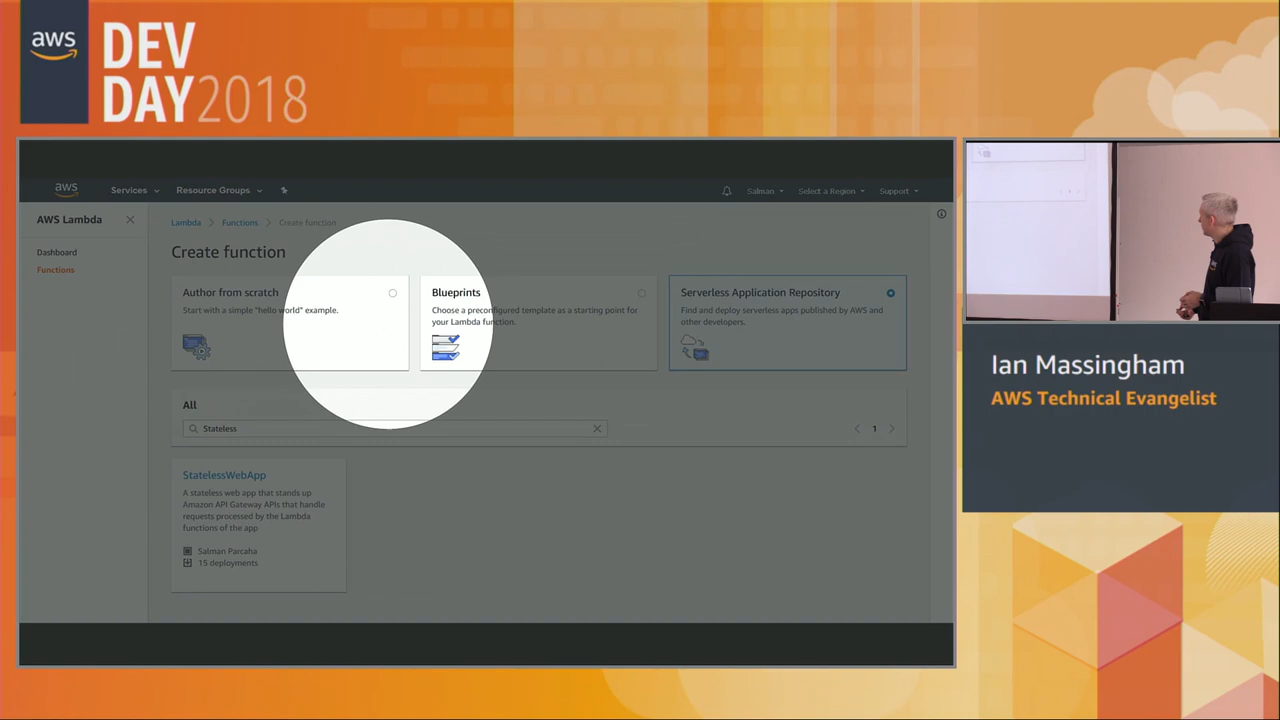 aws
DEV
DAY2018
aws
Services
Resource Groups
Salman
Select a Region
Support
AWS Lambda
Dashboard
Functions
Lambda
Functions
Create function
Create function
Author from scratch
Start with a simple "hello world" example.
Blueprints
Choose a preconfigured template as a starting point for
your Lambda function.
Serverless Application Repository
Find and deploy serverless apps published by AWS and
other developers.
All
Stateless
1
StatelessWebApp
A stateless web app that stands up
Amazon API Gateway APIs that handle
requests processed by the Lambda
functions of the app
Salman Parcaha
15 deployments
Ian Massingham
AWS Technical Evangelist